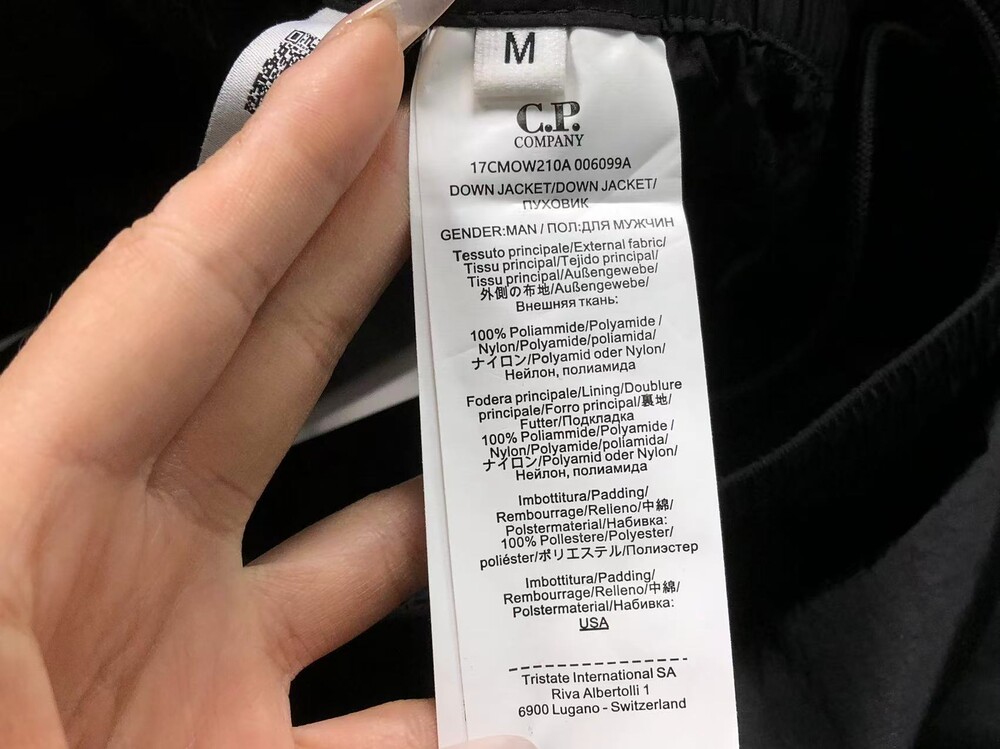 M
C.P.
COMPANY
17CMOW210A 006099A
DOWN JACKET/DOWN JACKET/
ПУХОВИК
GENDER:MAN / ПОЛ:ДЛЯ МУЖЧИН
Tessuto principale/External fabric/
Tissu principal/Tejido principal/
Tissu principal/Außengewebe/
外側の布地/Außengewebe/
Внешняя ткань:
100% Poliammide/Polyamide /
Nylon/Polyamide/poliamida/
ナイロン/Polyamid oder Nylon/
Нейлон, полиамида
Fodera principale/Lining/Doublure
principale/Forro principal/裏地/
Futter/Подкладка
100% Poliammide/Polyamide /
Nylon/Polyamide/poliamida/
ナイロン/Polyamid oder Nylon/
Нейлон, полиамида
Imbottitura/Padding/
Rembourrage/Relleno/中綿/
Polstermaterial/Набивка:
100% Pollestere/Polyester/
poliéster/ポリエステル/Полиэстер
Imbottitura/Padding/
Rembourrage/Relleno/中綿/
Polstermaterial/Набивка:
USA
Tristate International SA
Riva Albertolli 1
6900 Lugano - Switzerland